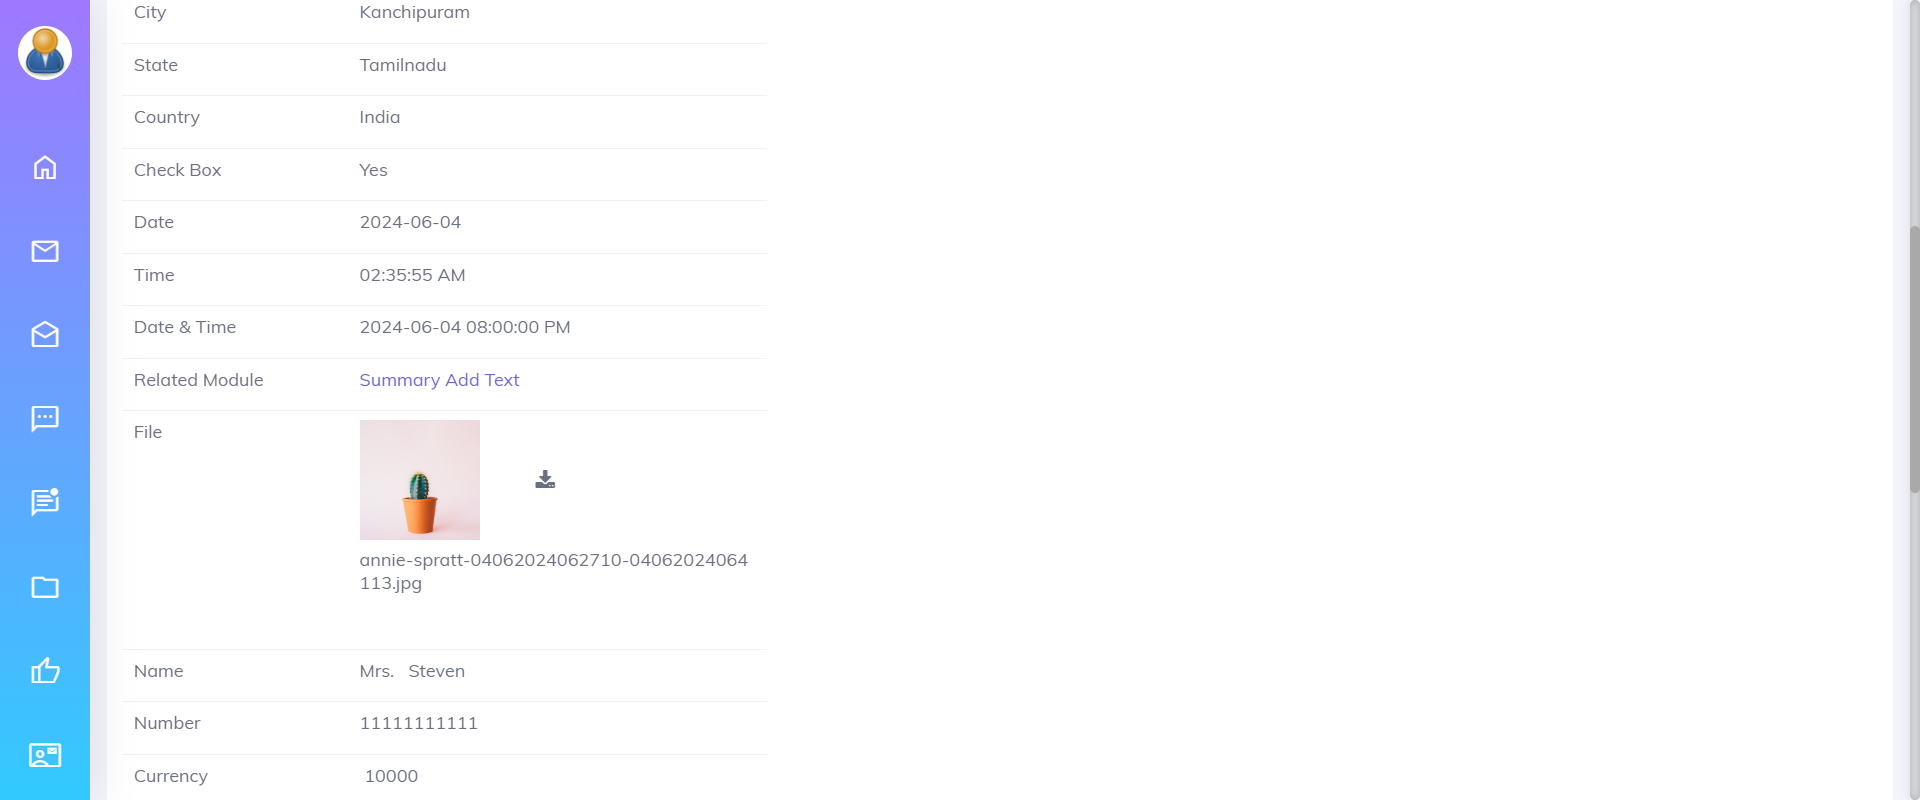 City Kanchipuram
State Tamilnadu
Country India
Check Box Yes
Date 2024-06-04
Time 02:35:55 AM
Date & Time 2024-06-04 08:00:00 PM
Related Module Summary Add Text
File
annie-spratt-04062024062710-04062024064
113.jpg
Name Mrs. Steven
Number 11111111111
Currency 10000